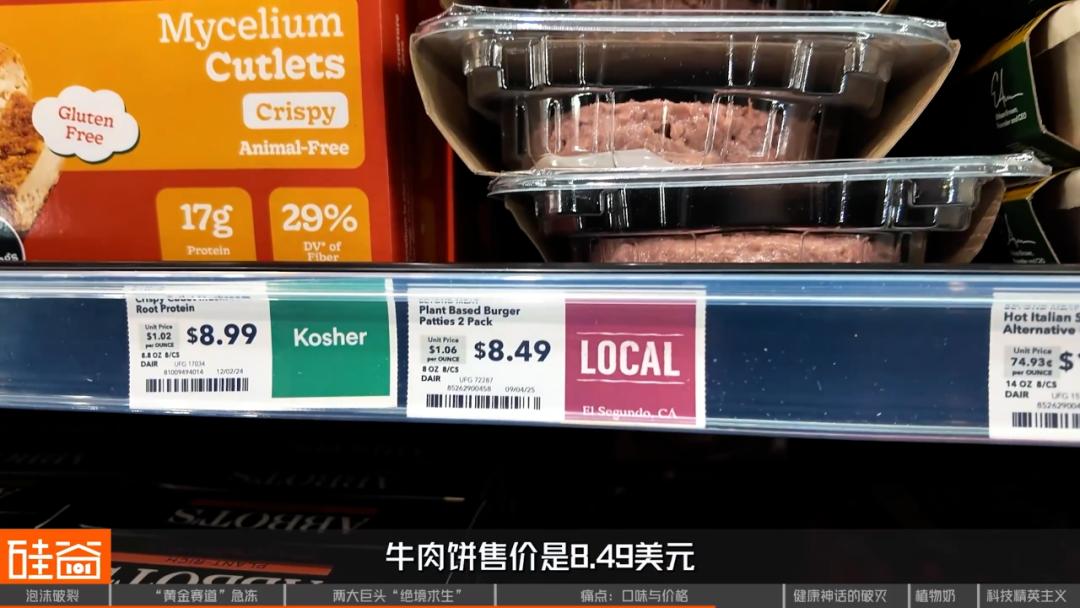 Mycelium
Cutlets
Crispy
Animal-Free
Gluten
Free
17g
Protein
29%
DV* of
Fiber
Root Protein
Unit Price
$1.02
per OUNCE
$8.99
8.8 OZ 8/CS
DAIR
UFG 17034
81009494014
12/02/24
Kosher
BEYOND MEAT
Plant Based Burger
Patties 2 Pack
Unit Price
$1.06
per OUNCE
$8.49
8 OZ 8/CS
DAIR
UFG 72287
85262900458
09/04/25
LOCAL
El Segundo, CA
Hot Italian S
Alternative
Unit Price
74.93¢
per OUNCE
$
14 OZ 8/CS
DAIR
ABBOT'S
牛肉饼售价是8.49美元
硅谷
101
泡沫破裂
“黄金赛道”急冻
两大巨头“绝境求生”
痛点：口味与价格
健康神话的破灭
植物奶
科技精英主义